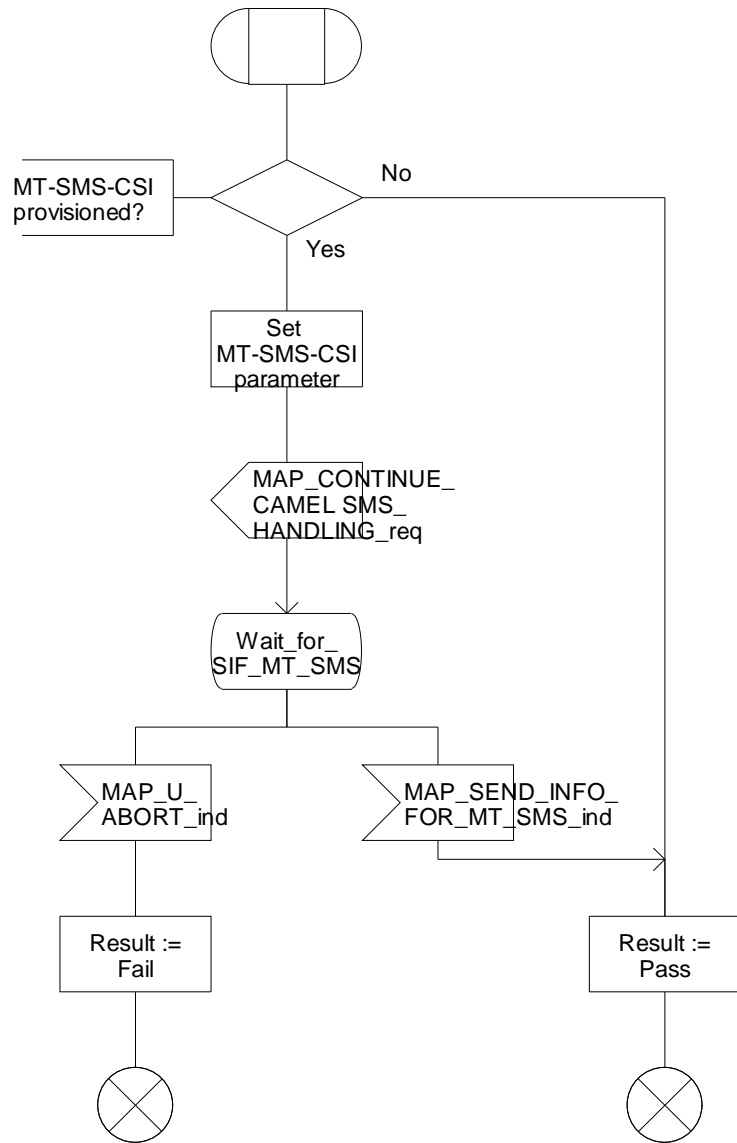 MT-SMS-CSI
provisioned?
No
Yes
Set
MT-SMS-CSI
parameter
MAP_CONTINUE_
CAMEL SMS_
HANDLING_req
Wait_for_
SIF_MT_SMS
MAP_U_
ABORT_ind
MAP_SEND_INFO_
FOR_MT_SMS_ind
Result :=
Fail
Result :=
Pass